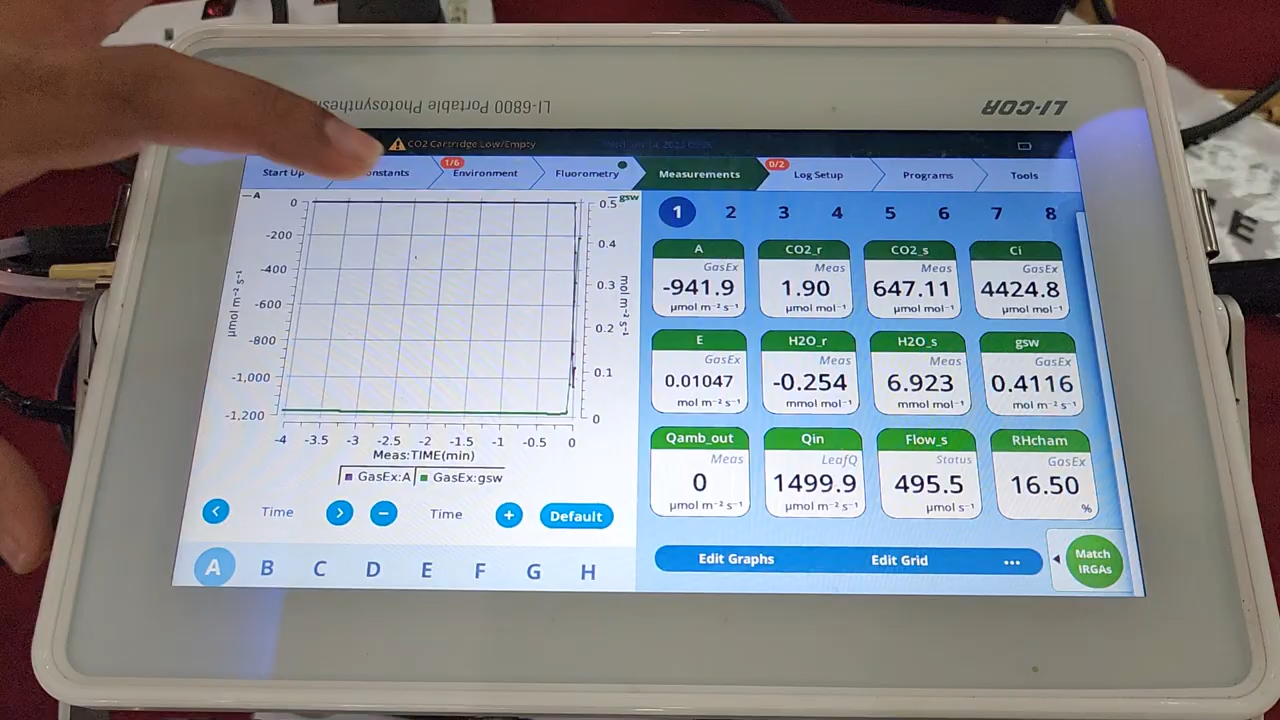 LI-6800 Portable Photosynthesis
LI-COR
CO2 Cartridge Low/Empty
Start Up
Constants
1/6
Environment
Fluorometry
Measurements
0/2
Log Setup
Programs
Tools
A
gsw
0
-200
-400
-600
-800
-1,000
-1,200
μmol m⁻² s⁻¹
0.5
0.4
0.3
0.2
0.1
0
mol m⁻² s⁻¹
-4 -3.5 -3 -2.5 -2 -1.5 -1 -0.5 0
Meas:TIME(min)
GasEx:A GasEx:gsw
< Time > − Time + Default
A B C D E F G H
1 2 3 4 5 6 7 8
A CO2_r CO2_s Ci
GasEx Meas Meas GasEx
-941.9 1.90 647.11 4424.8
μmol m⁻² s⁻¹ μmol mol⁻¹ μmol mol⁻¹ μmol mol⁻¹
E H2O_r H2O_s gsw
GasEx Meas Meas GasEx
0.01047 -0.254 6.923 0.4116
mol m⁻² s⁻¹ mmol mol⁻¹ mmol mol⁻¹ mol m⁻² s⁻¹
Qamb_out Qin Flow_s RHcham
Meas LeafQ Status GasEx
0 1499.9 495.5 16.50
μmol m⁻² s⁻¹ μmol m⁻² s⁻¹ μmol s⁻¹ %
Edit Graphs Edit Grid ...
Match
IRGAs